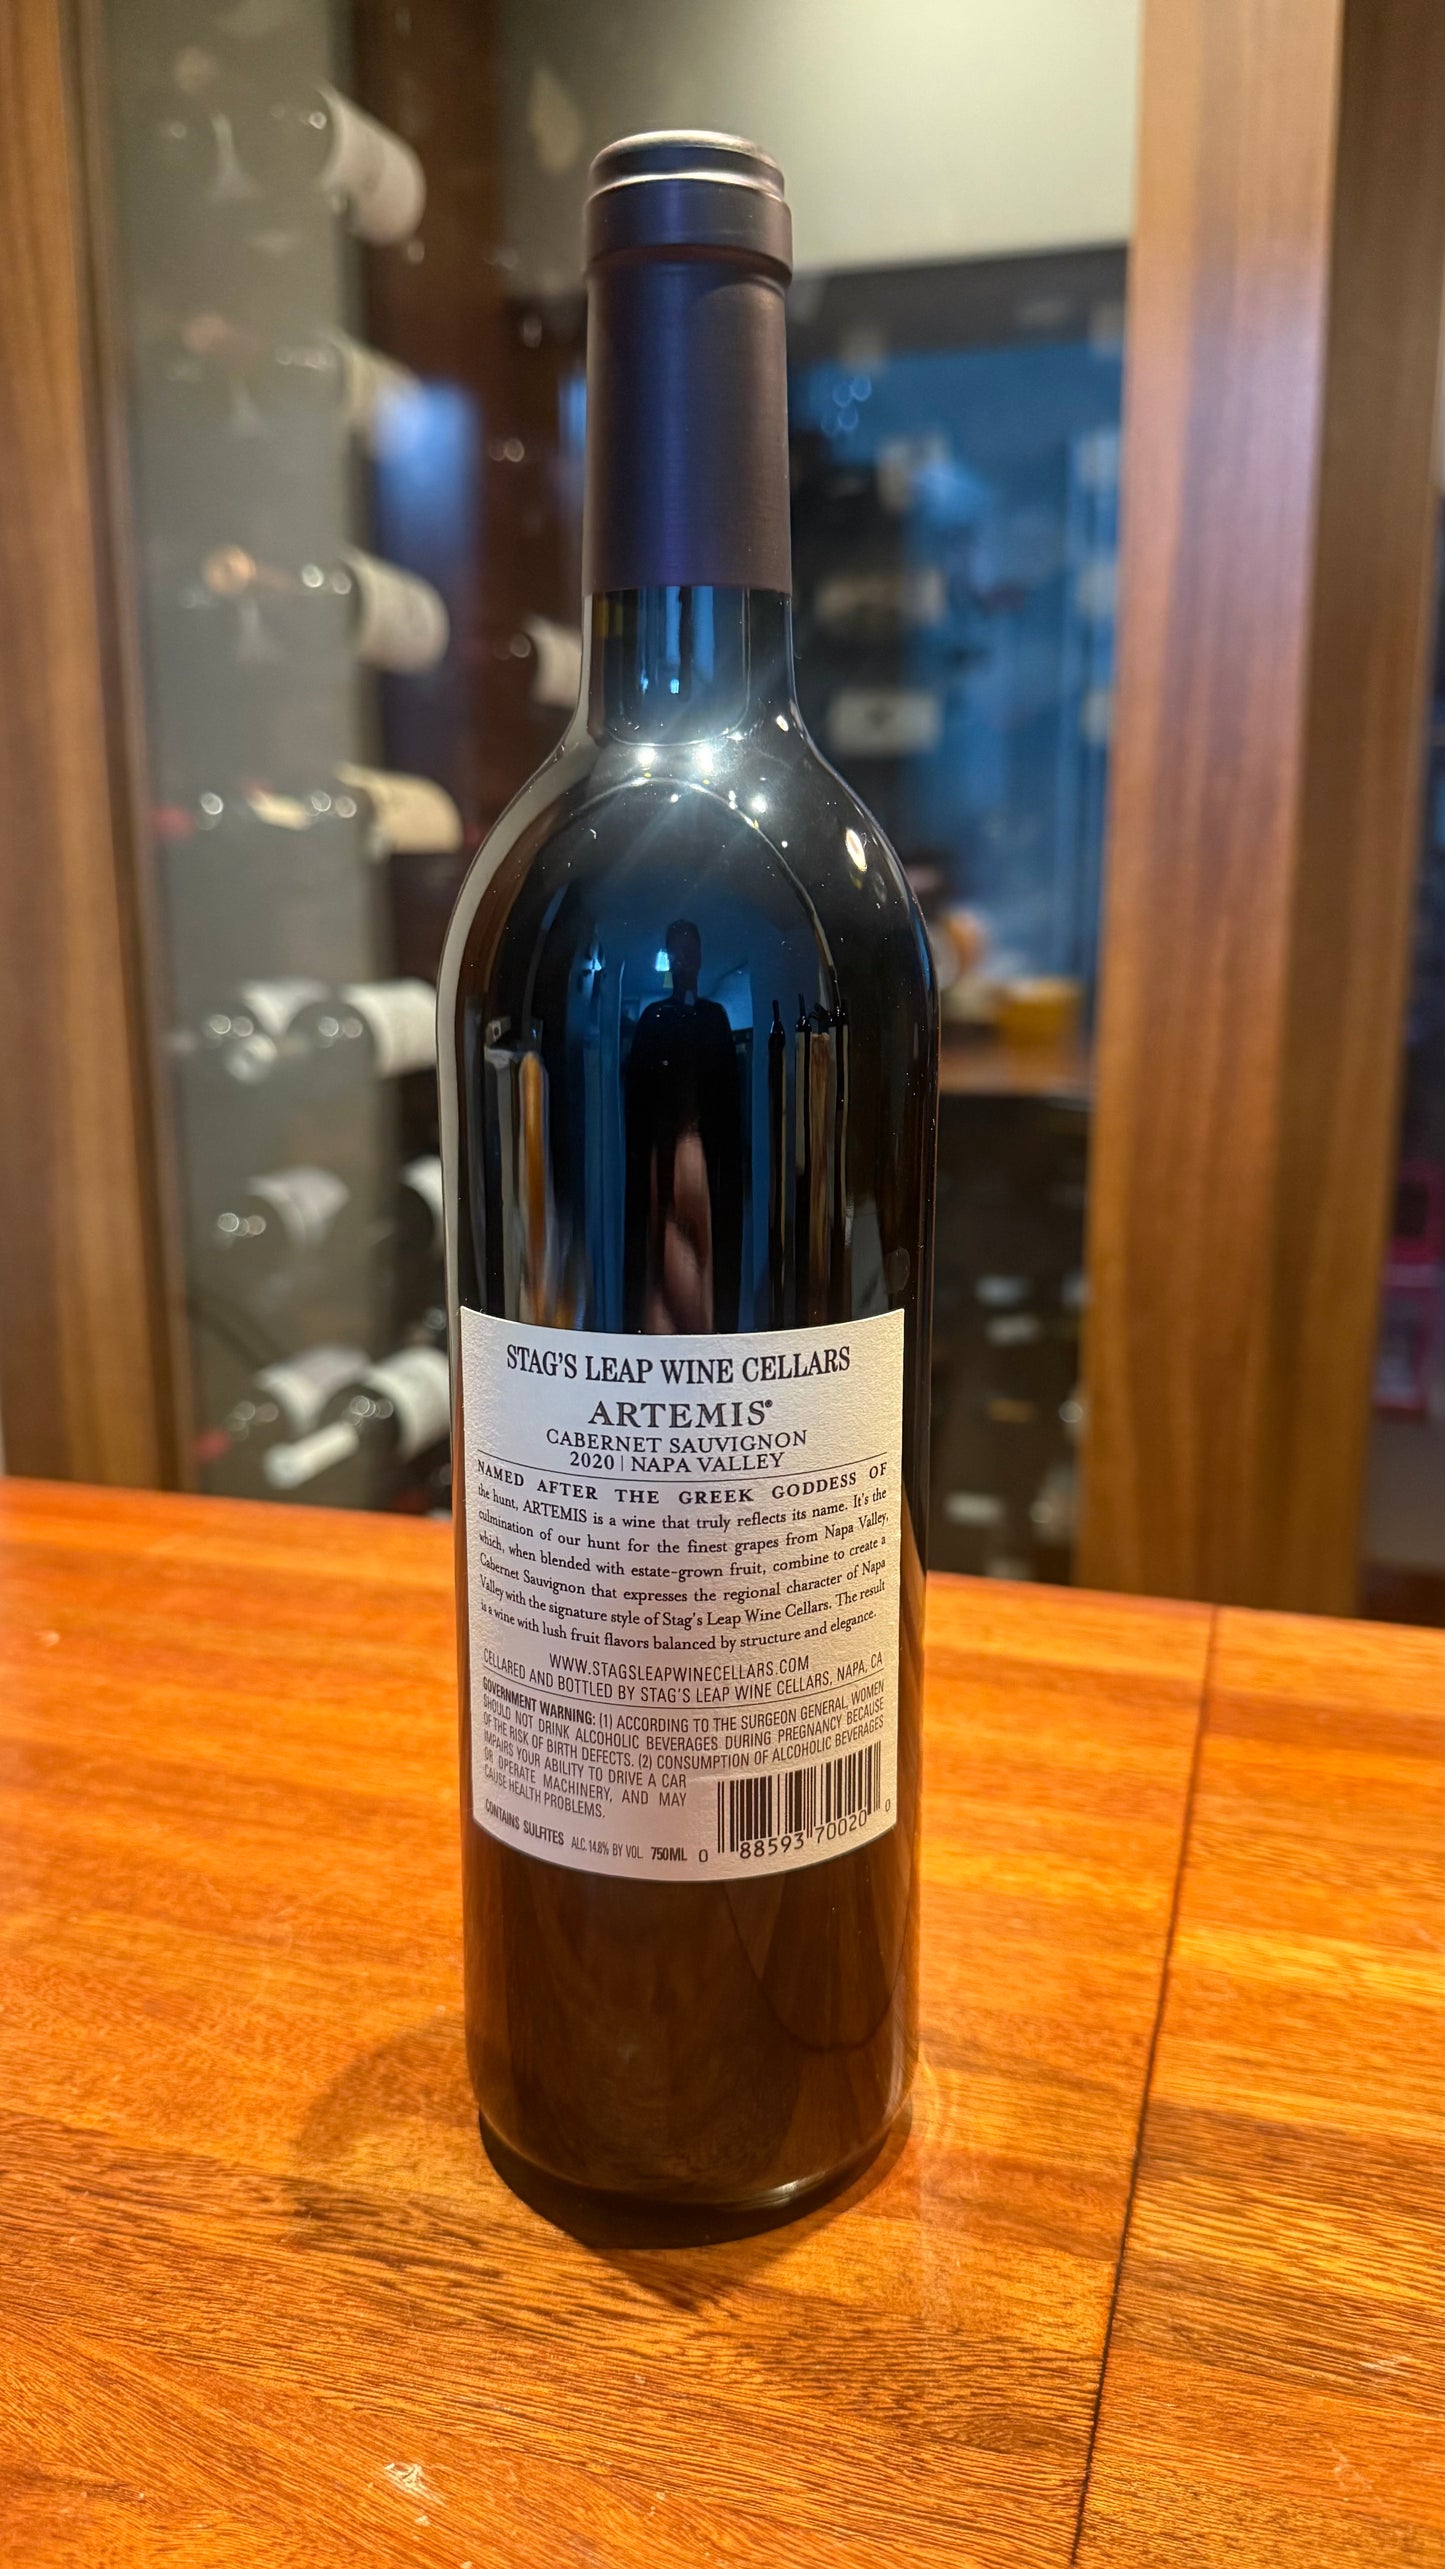 STAG'S LEAP WINE CELLARS
ARTEMIS®
CABERNET SAUVIGNON
2020 | NAPA VALLEY
NAMED AFTER THE GREEK GODDESS OF
the hunt, ARTEMIS is a wine that truly reflects its name. It's the
culmination of our hunt for the finest grapes from Napa Valley,
which, when blended with estate-grown fruit, combine to create a
Cabernet Sauvignon that expresses the regional character of Napa
Valley with the signature style of Stag's Leap Wine Cellars. The result
is a wine with lush fruit flavors balanced by structure and elegance.
WWW.STAGSLEAPWINECELLARS.COM
CELLARED AND BOTTLED BY STAG'S LEAP WINE CELLARS, NAPA, CA
GOVERNMENT WARNING: (1) ACCORDING TO THE SURGEON GENERAL, WOMEN
SHOULD NOT DRINK ALCOHOLIC BEVERAGES DURING PREGNANCY BECAUSE
OF THE RISK OF BIRTH DEFECTS. (2) CONSUMPTION OF ALCOHOLIC BEVERAGES
IMPAIRS YOUR ABILITY TO DRIVE A CAR
OR OPERATE MACHINERY, AND MAY
CAUSE HEALTH PROBLEMS.
CONTAINS SULFITES ALC. 14.8% BY VOL. 750ML
0 88593 70020 0